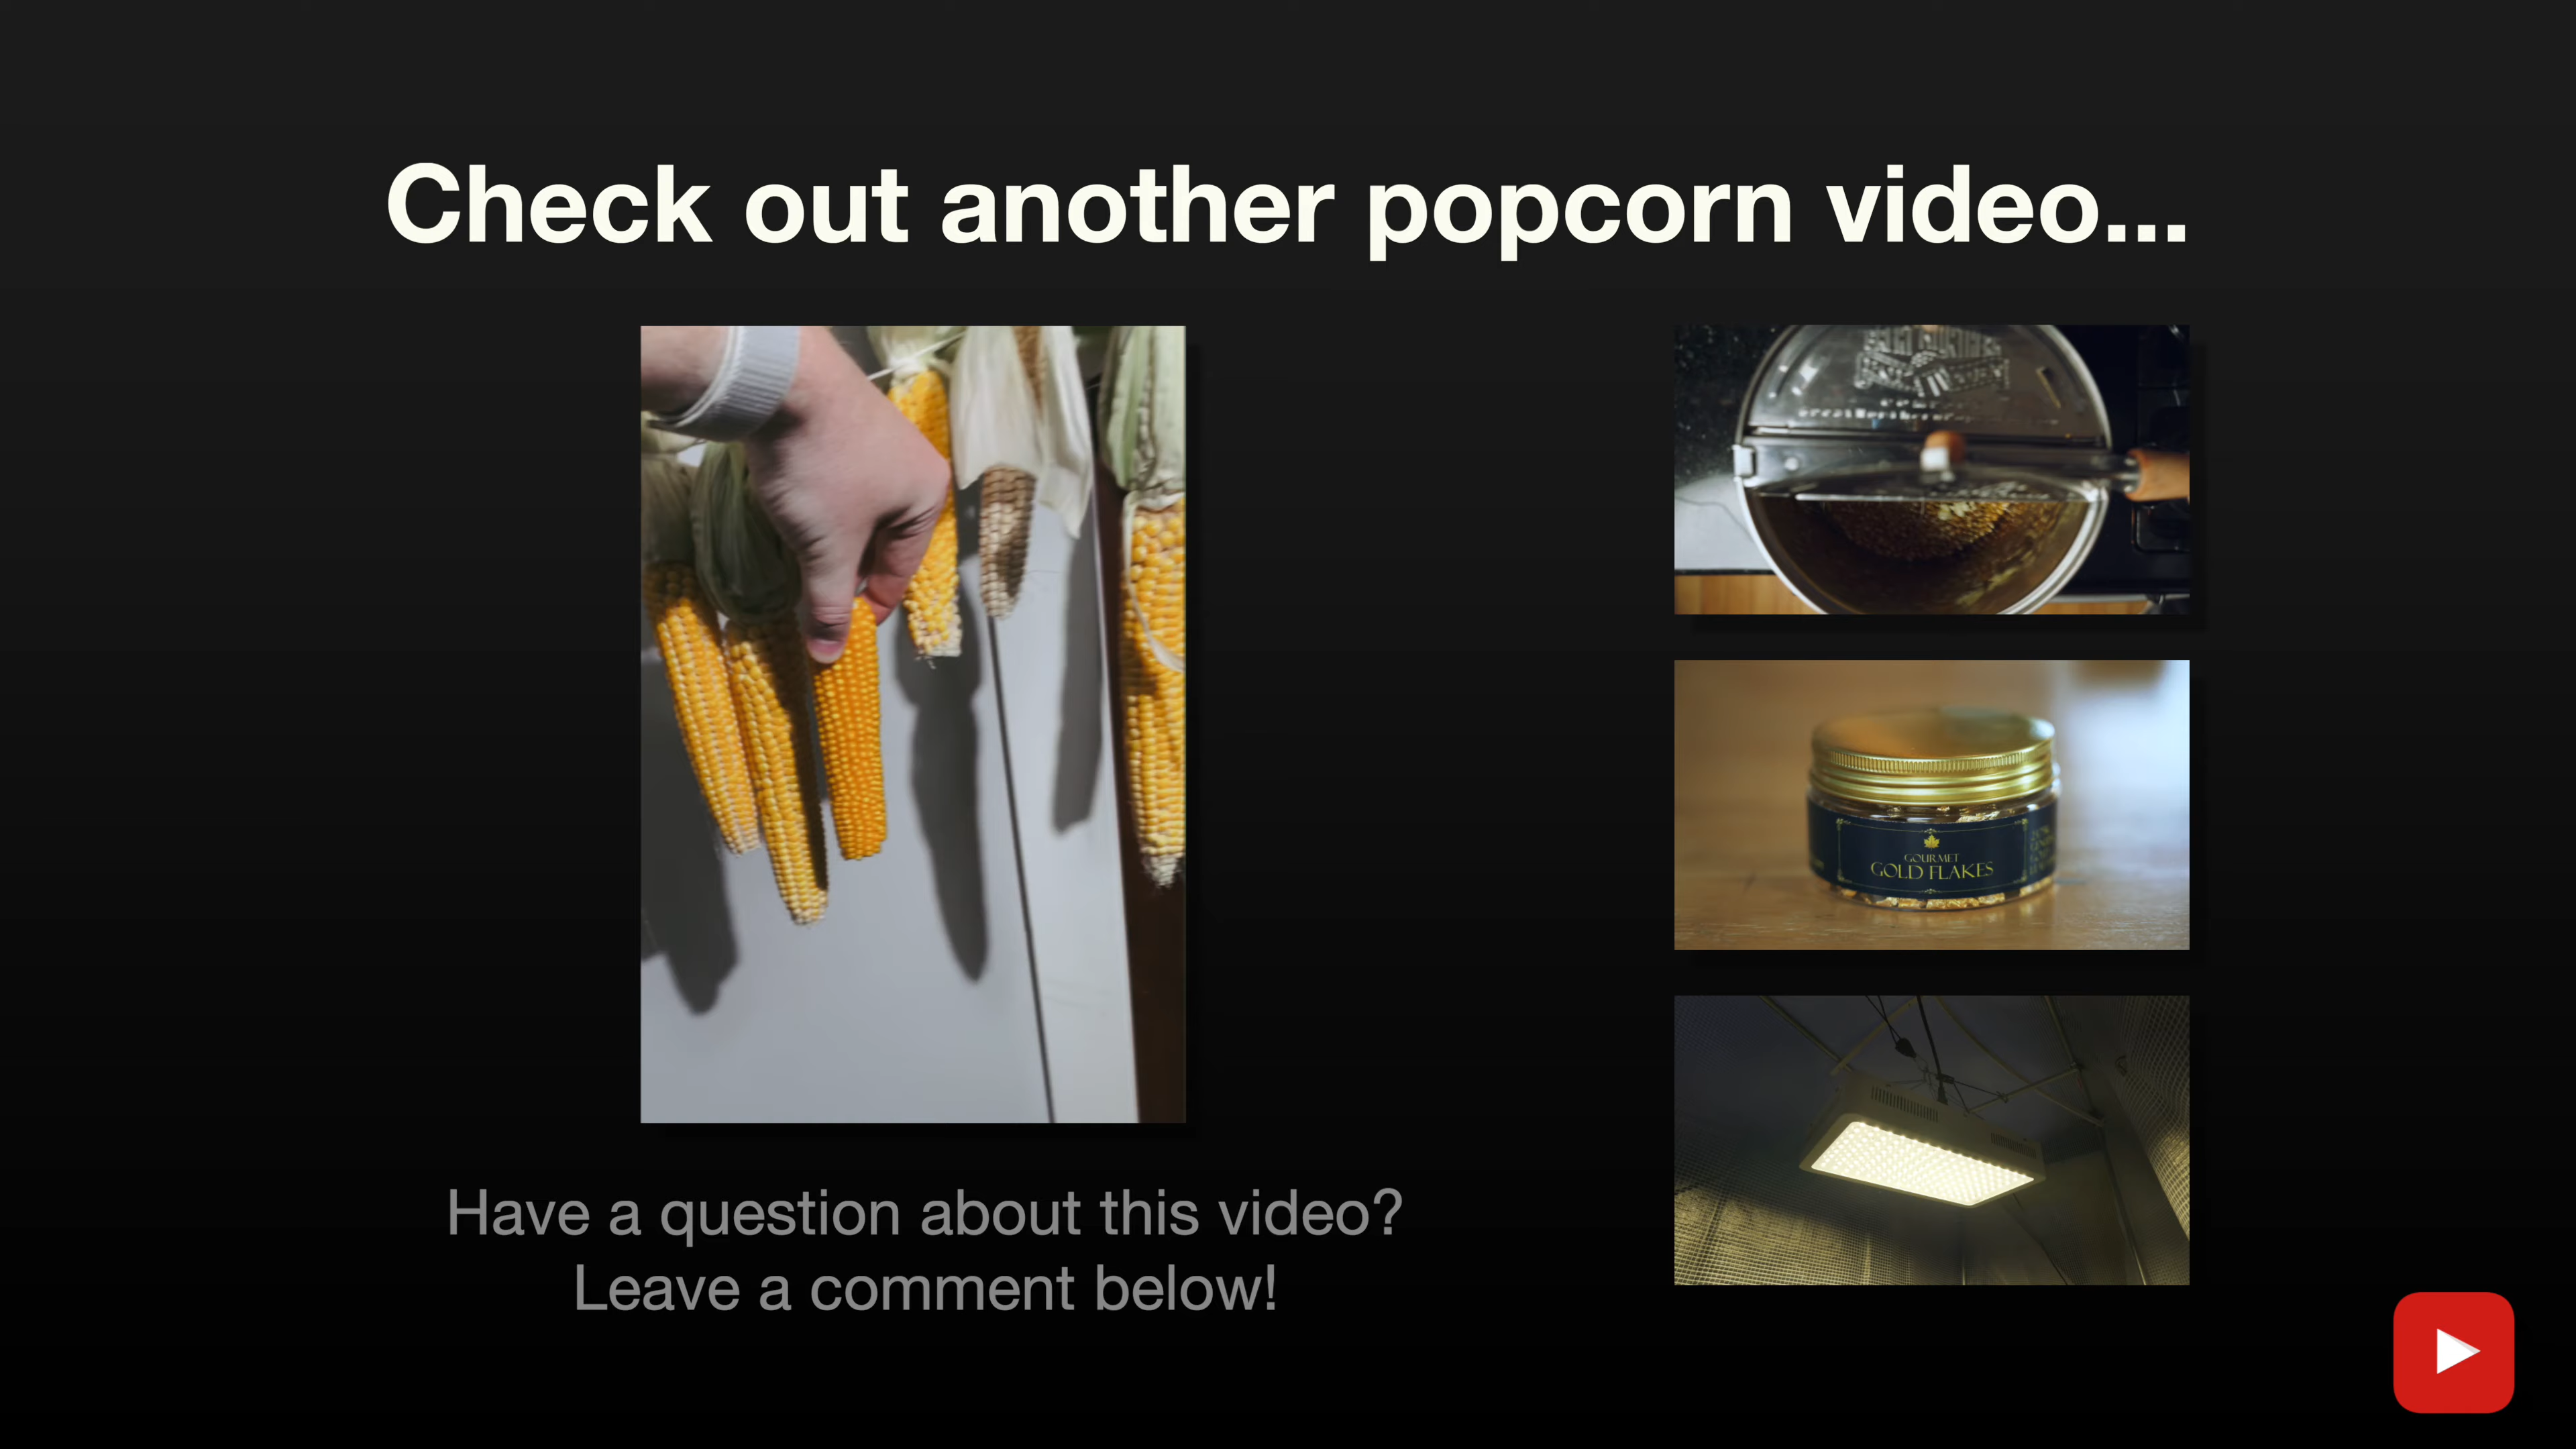 Check out another popcorn video...
Have a question about this video?
Leave a comment below!
GOURMET
GOLD FLAKES